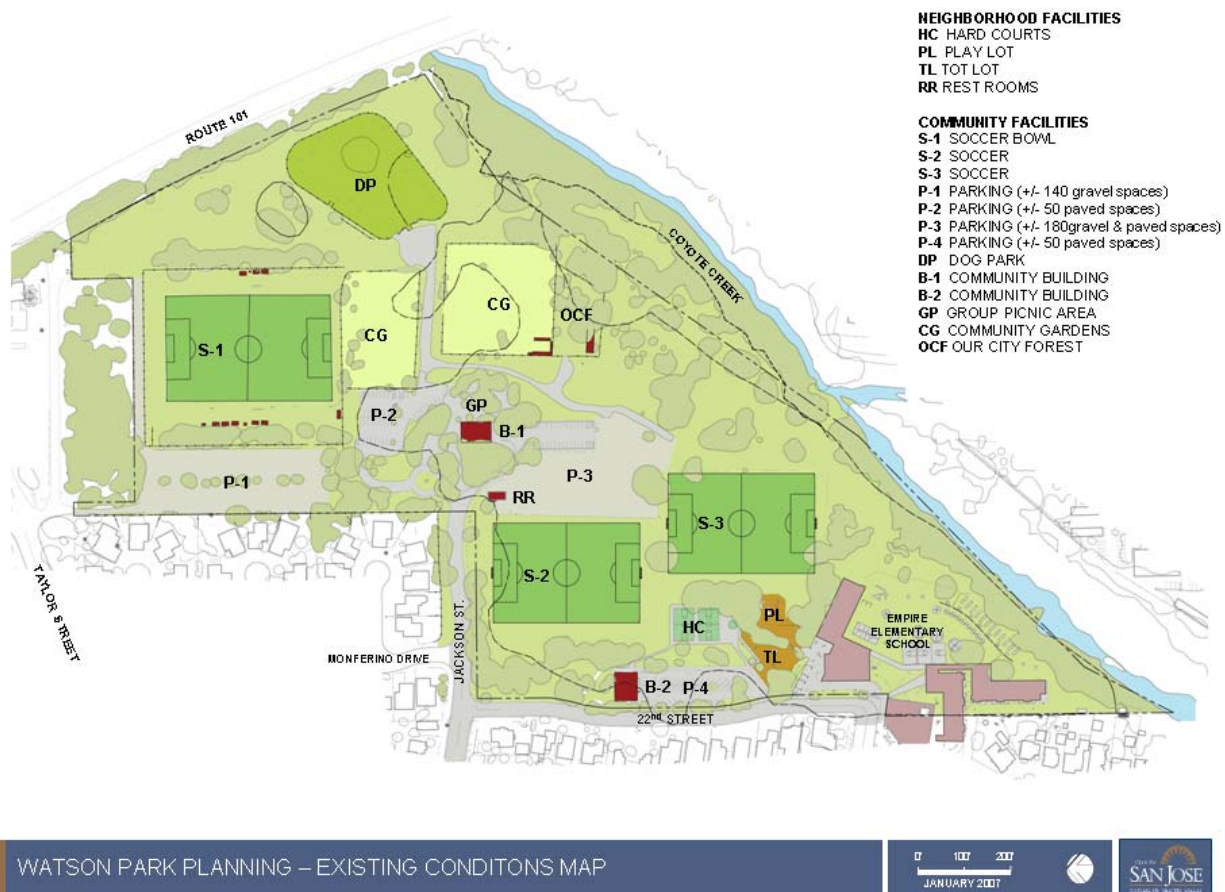 NEIGHBORHOOD FACILITIES
HC HARD COURTS
PL PLAY LOT
TL TOT LOT
RR REST ROOMS
COMMUNITY FACILITIES
S-1 SOCCER BOWL
S-2 SOCCER
S-3 SOCCER
P-1 PARKING (+/- 140 gravel spaces)
P-2 PARKING (+/- 50 paved spaces)
P-3 PARKING (+/- 180gravel & paved spaces)
P-4 PARKING (+/- 50 paved spaces)
DP DOG PARK
B-1 COMMUNITY BUILDING
B-2 COMMUNITY BUILDING
GP GROUP PICNIC AREA
CG COMMUNITY GARDENS
OCF OUR CITY FOREST
ROUTE 101
DP
COYOTE CREEK
CG
OCF
CG
S-1
P-2
GP
B-1
P-1
P-3
RR
S-3
S-2
TAYLOR STREET
JACKSON ST.
MONFERINO DRIVE
HC
PL
TL
EMPIRE
ELEMENTARY
SCHOOL
B-2
P-4
22nd STREET
WATSON PARK PLANNING – EXISTING CONDITONS MAP
0' 100' 200'
JANUARY 2007
SAN JOSE